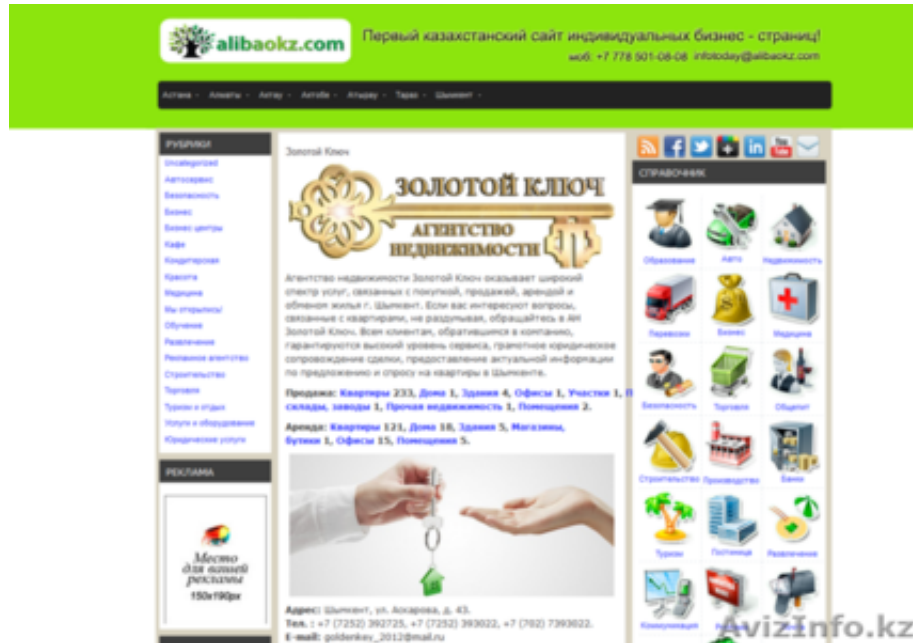 alibaokz.com
Первый казахстанский сайт индивидуальных бизнес - страниц!
моб: +7 778 501-08-08 infotoday@alibaokz.com
Астана Алматы Актау Актобе Атырау Тараз Шымкент
РУБРИКИ
Uncategorized
Автосервис
Безопасность
Бизнес
Бизнес центры
Кафе
Кондитерская
Красота
Медицина
Мы открылись!
Обучение
Развлечение
Рекламное агентство
Строительство
Торговля
Туризм и отдых
Услуги и оборудование
Юридические услуги
РЕКЛАМА
Место
для вашей
рекламы
150x190px
Золотой Ключ
ЗОЛОТОЙ КЛЮЧ
АГЕНТСТВО
НЕДВИЖИМОСТИ
Агентство недвижимости Золотой Ключ оказывает широкий
спектр услуг, связанных с покупкой, продажей, арендой и
обменом жилья г. Шымкент. Если вас интересуют вопросы,
связанные с квартирами, не раздумывая, обращайтесь в АН
Золотой Ключ. Всем клиентам, обратившимся в компанию,
гарантируются высокий уровень сервиса, грамотное юридическое
сопровождение сделки, предоставление актуальной информации
по предложению и спросу на квартиры в Шымкенте.
Продажа: Квартиры 233, Дома 1, Здания 4, Офисы 1, Участки 1,
склады, заводы 1, Прочая недвижимость 1, Помещения 2.
Аренда: Квартиры 121, Дома 18, Здания 5, Магазины,
бутики 1, Офисы 15, Помещения 5.
Адрес: Шымкент, ул. Аскарова, д. 43.
Тел. : +7 (7252) 392725, +7 (7252) 393022, +7 (702) 7393022.
E-mail: goldenkey_2012@mail.ru
You
Tube
СПРАВОЧНИК
Образование Авто Недвижимость
Перевозки Бизнес Медицина
Безопасность Торговля Общепит
Строительство Производство Банки
Туризм Гостиница Развлечение
Коммуникация
AvizInfo.kz